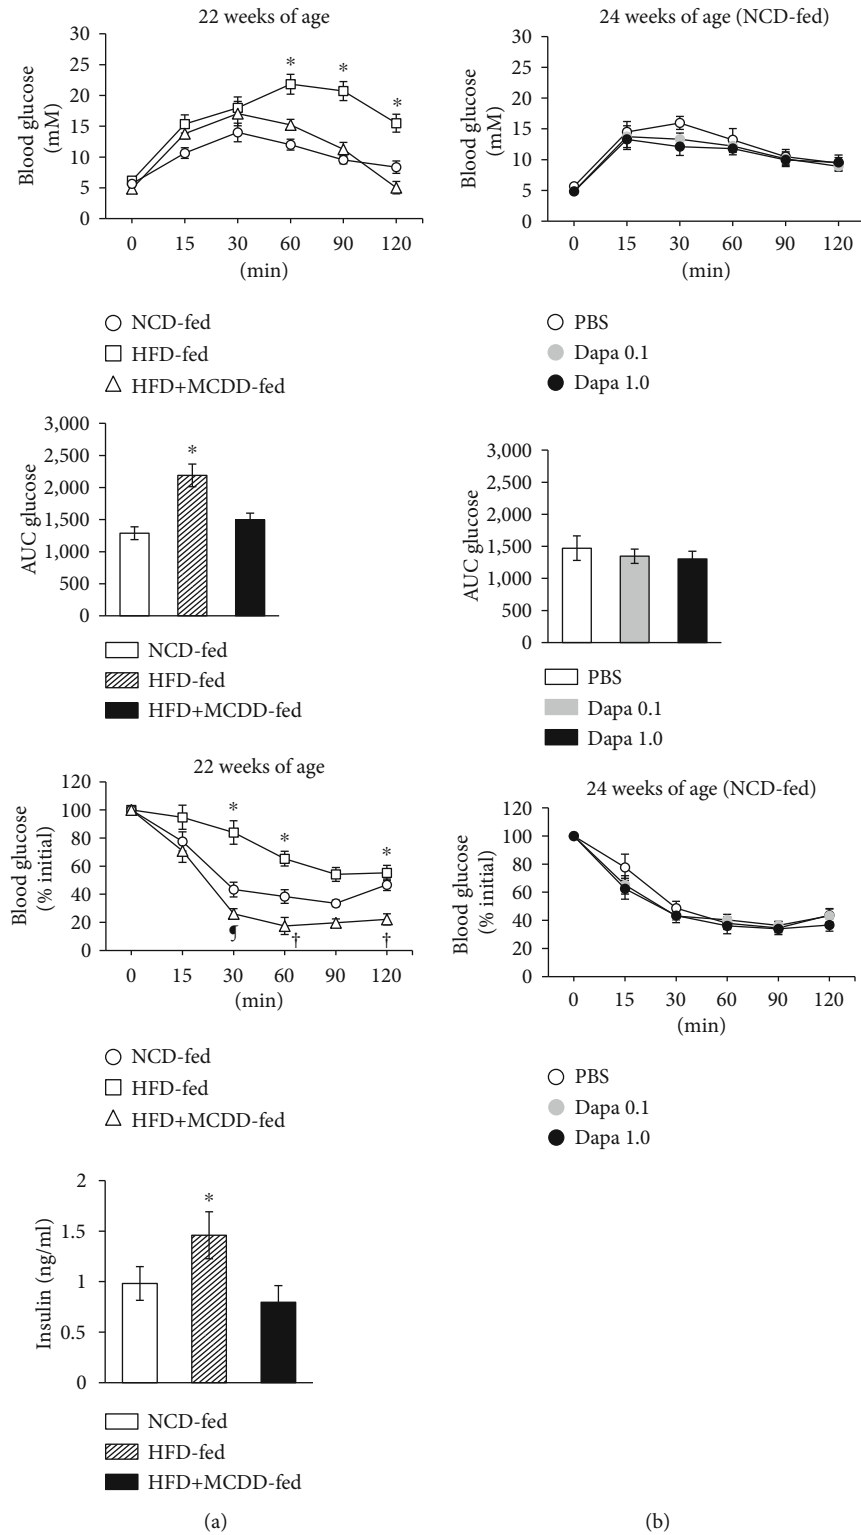 22 weeks of age
Blood glucose
(mM)
30
25
20
15
10
5
0
* * *
0 15 30 60 90 120
(min)
NCD-fed
HFD-fed
HFD+MCDD-fed
AUC glucose
3,000
2,500
2,000
1,500
1,000
500
0
*
NCD-fed
HFD-fed
HFD+MCDD-fed
22 weeks of age
Blood glucose
(% initial)
120
100
80
60
40
20
0
* * *
¶ † †
0 15 30 60 90 120
(min)
NCD-fed
HFD-fed
HFD+MCDD-fed
Insulin (ng/ml)
2
1.5
1
0.5
0
*
NCD-fed
HFD-fed
HFD+MCDD-fed
(a)
24 weeks of age (NCD-fed)
Blood glucose
(mM)
30
25
20
15
10
5
0
0 15 30 60 90 120
(min)
PBS
Dapa 0.1
Dapa 1.0
AUC glucose
3,000
2,500
2,000
1,500
1,000
500
0
PBS
Dapa 0.1
Dapa 1.0
24 weeks of age (NCD-fed)
Blood glucose
(% initial)
120
100
80
60
40
20
0
0 15 30 60 90 120
(min)
PBS
Dapa 0.1
Dapa 1.0
(b)